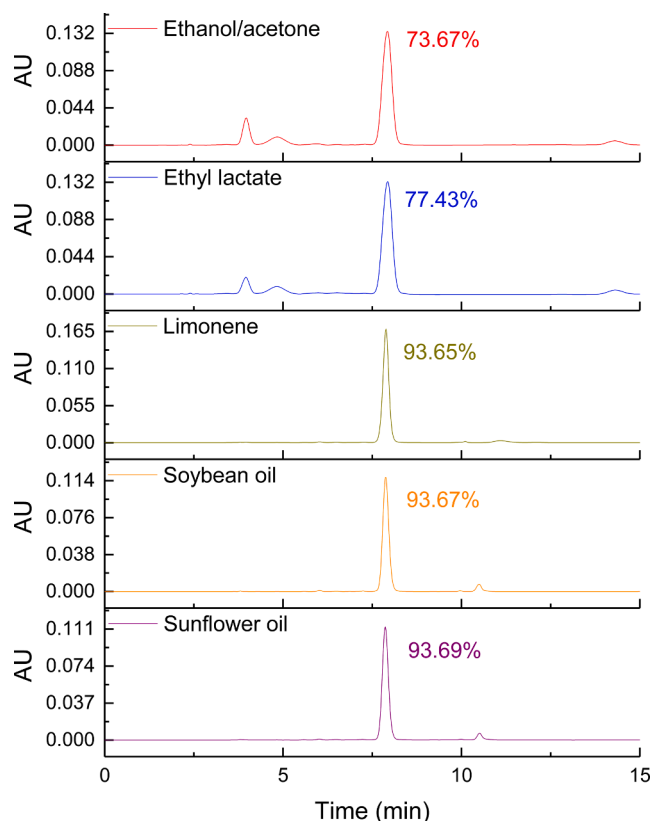 Ethanol/acetone
73.67%
AU
0.132
0.088
0.044
0.000
Ethyl lactate
77.43%
AU
0.132
0.088
0.044
0.000
Limonene
93.65%
AU
0.165
0.110
0.055
0.000
Soybean oil
93.67%
AU
0.114
0.076
0.038
0.000
Sunflower oil
93.69%
AU
0.111
0.074
0.037
0.000
0 5 10 15
Time (min)